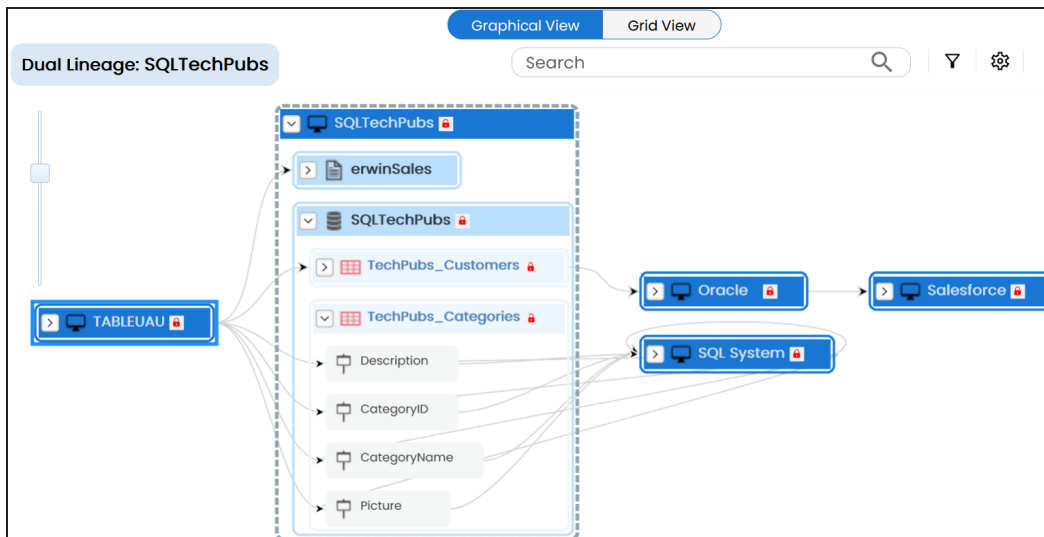 Graphical View
Grid View
Dual Lineage: SQLTechPubs
Search
SQLTechPubs
erwinSales
SQLTechPubs
TechPubs_Customers
Oracle
Salesforce
TABLEUAU
TechPubs_Categories
SQL System
Description
CategoryID
CategoryName
Picture